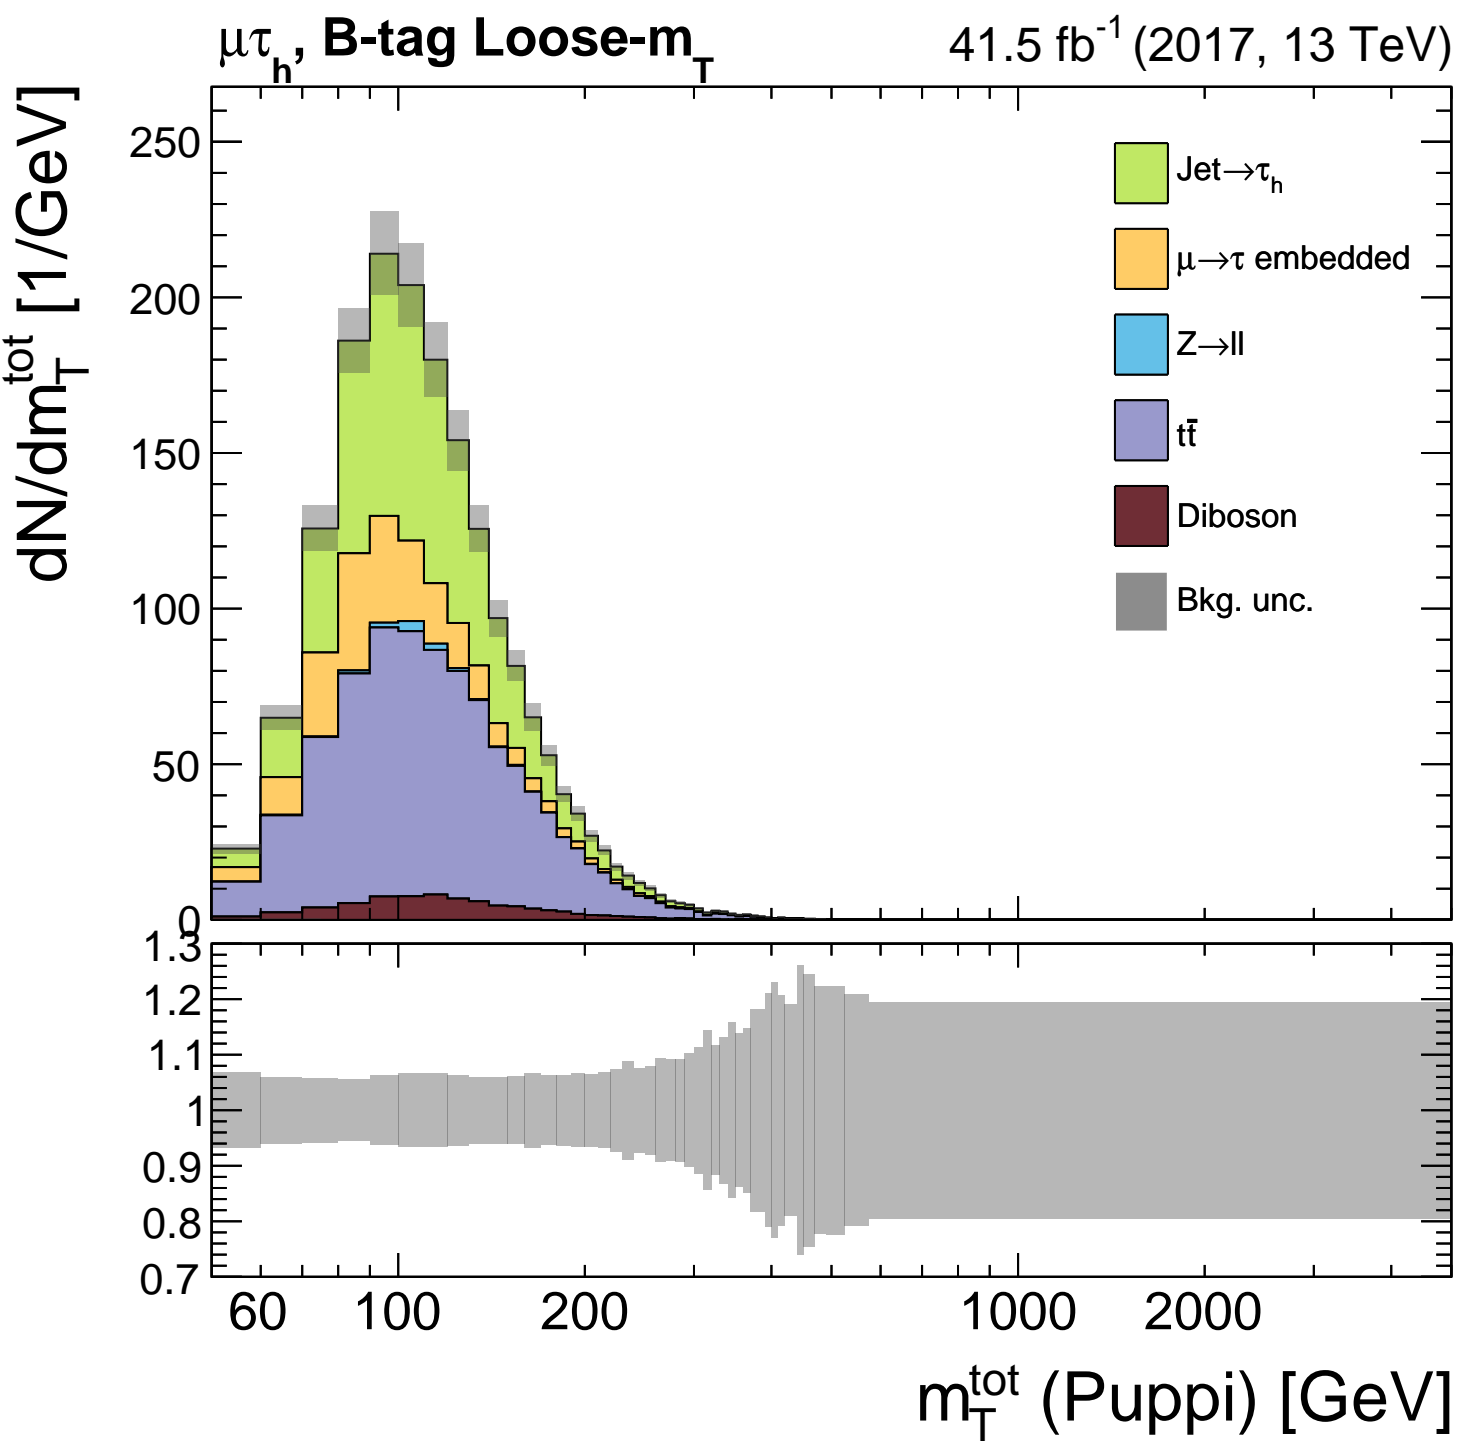 μτh, B-tag Loose-mT
41.5 fb-1 (2017, 13 TeV)
dN/dmTtot [1/GeV]
250
200
150
100
50
0
Jet→τh
μ→τ embedded
Z→ll
tt̄
Diboson
Bkg. unc.
1.3
1.2
1.1
1
0.9
0.8
0.7
60 100 200 1000 2000
mTtot (Puppi) [GeV]